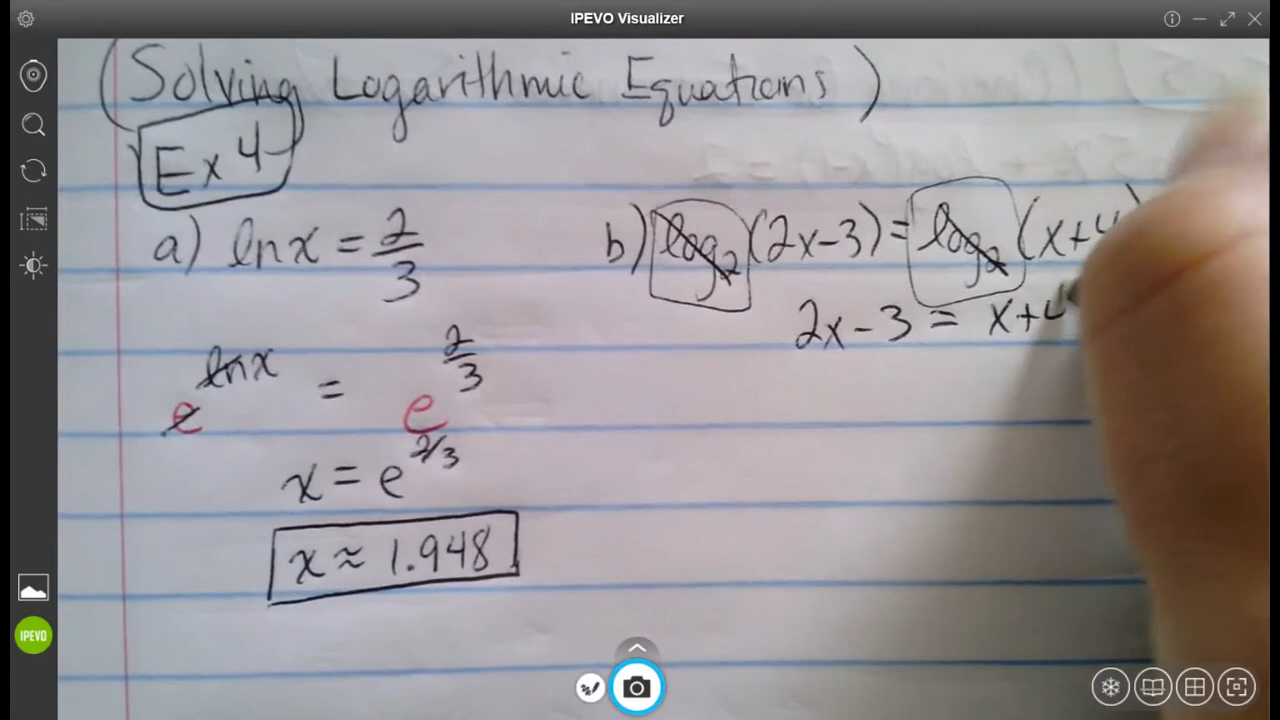 IPEVO Visualizer
(Solving Logarithmic Equations)
Ex 4
a) ln x = 2/3
b) log₂(2x-3) = log₂(x+4)
2x-3 = x+4
e^ln x = e^2/3
x = e^2/3
x ≈ 1.948
IPEVO